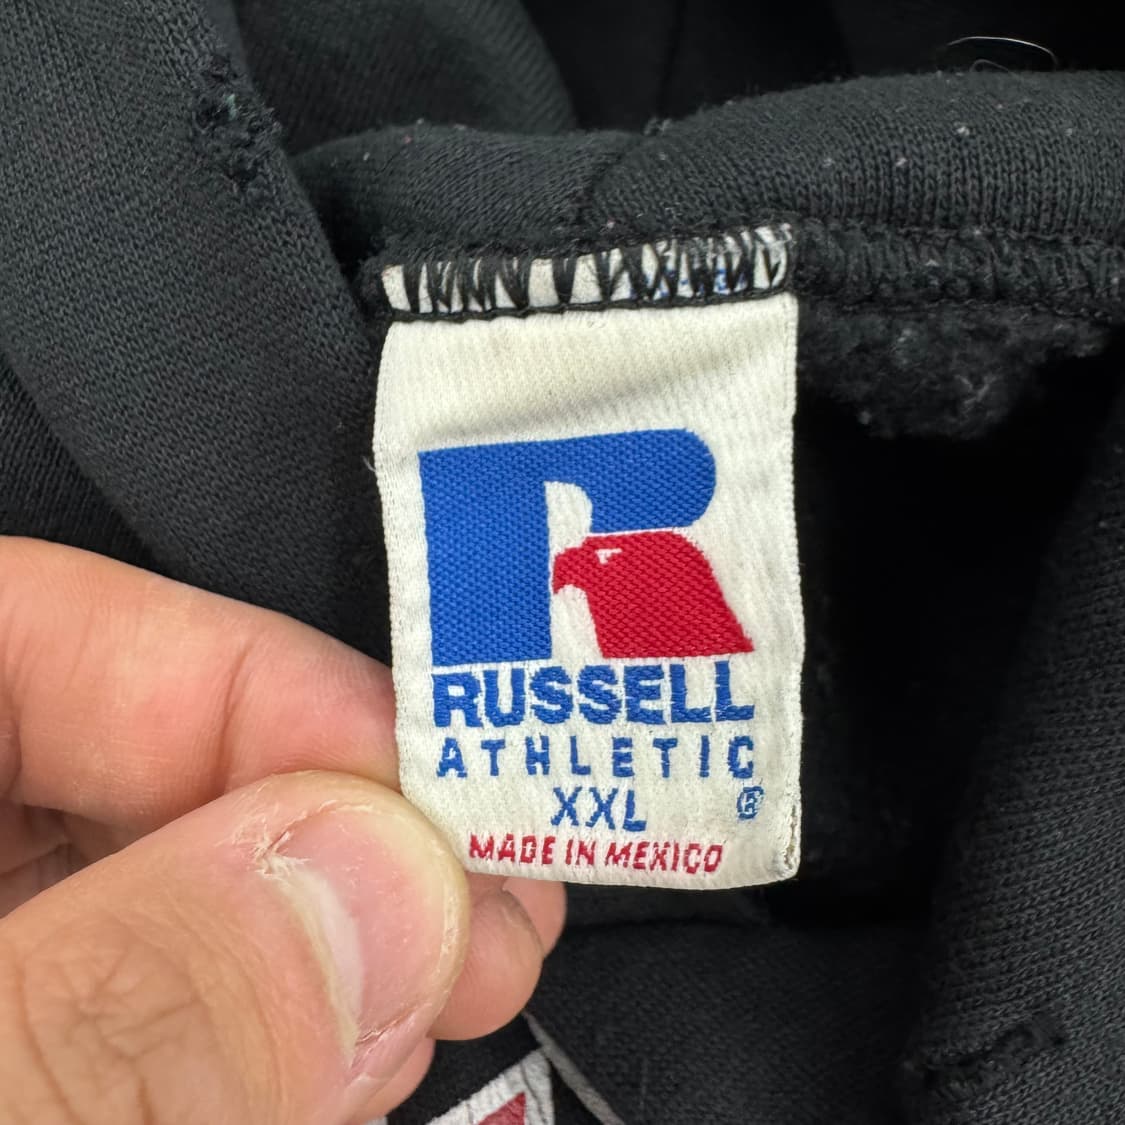 R
RUSSELL
ATHLETIC
XXL ®
MADE IN MEXICO